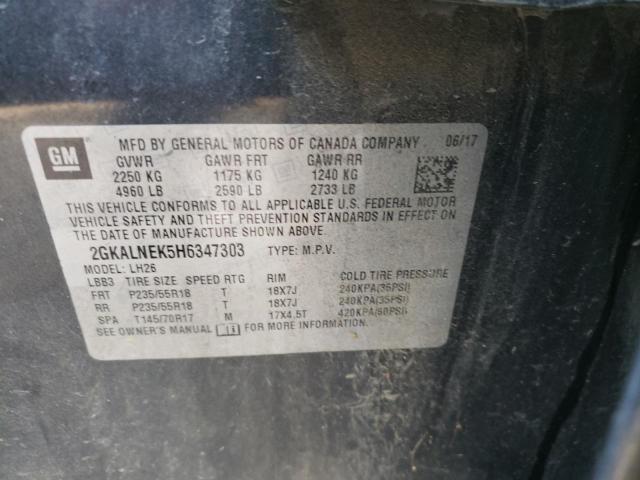 GM
MFD BY GENERAL MOTORS OF CANADA COMPANY 06/17
GVWR GAWR FRT GAWR RR
2250 KG 1175 KG 1240 KG
4960 LB 2590 LB 2733 LB
THIS VEHICLE CONFORMS TO ALL APPLICABLE U.S. FEDERAL MOTOR
VEHICLE SAFETY AND THEFT PREVENTION STANDARDS IN EFFECT ON
THE DATE OF MANUFACTURE SHOWN ABOVE.
2GKALNEK5H6347303 TYPE: M.P.V.
MODEL: LH26
LBB3 TIRE SIZE SPEED RTG RIM COLD TIRE PRESSURE
FRT P235/55R18 T 18X7J 240KPA(35PSI)
RR P235/55R18 T 18X7J 240KPA(35PSI)
SPA T145/70R17 M 17X4.5T 420KPA(60PSI)
SEE OWNER'S MANUAL FOR MORE INFORMATION.